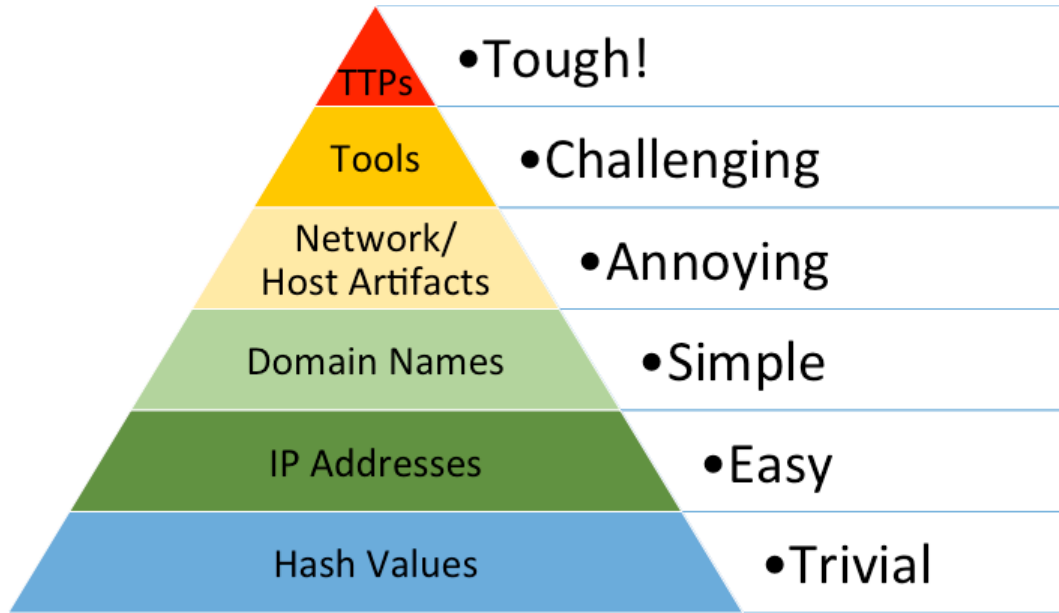 TTPs
•Tough!
Tools
•Challenging
Network/
Host Artifacts
•Annoying
Domain Names
•Simple
IP Addresses
•Easy
Hash Values
•Trivial